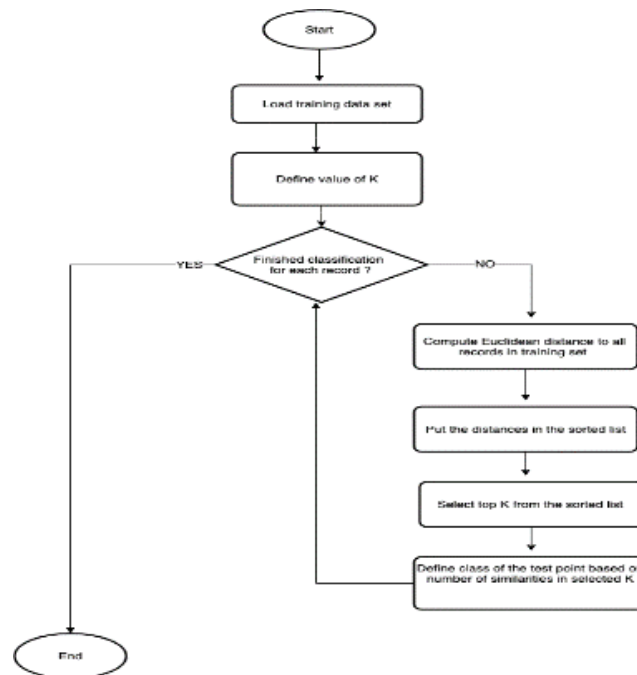 Start
Load training data set
Define value of K
Finished classification
for each record ?
YES
NO
Compute Euclidean distance to all
records in training set
Put the distances in the sorted list
Select top K from the sorted list
Define class of the test point based
number of similarities in selected K
End